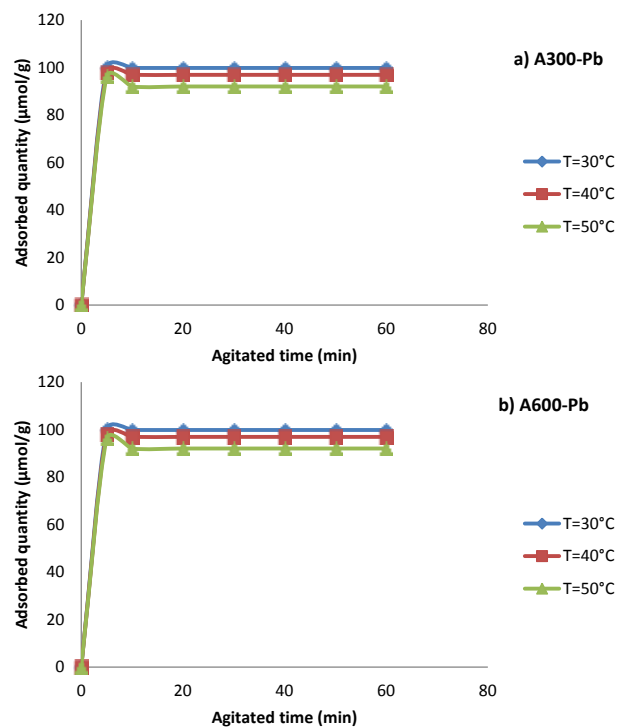 120
100
80
60
40
20
0
Adsorbed quantity (µmol/g)
0 20 40 60 80
Agitated time (min)
a) A300-Pb
T=30°C
T=40°C
T=50°C
120
100
80
60
40
20
0
Adsorbed quantity (µmol/g)
0 20 40 60 80
Agitated time (min)
b) A600-Pb
T=30°C
T=40°C
T=50°C